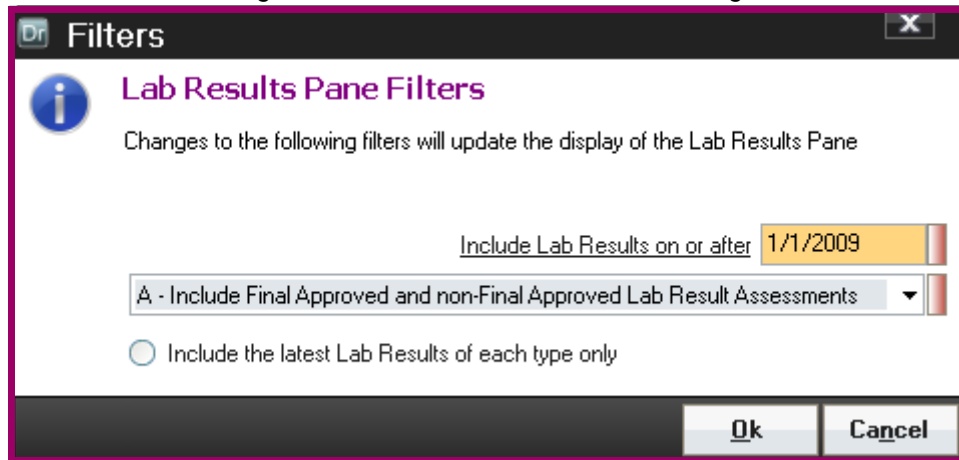 Dr Filters
X
Lab Results Pane Filters
Changes to the following filters will update the display of the Lab Results Pane
Include Lab Results on or after 1/1/2009
A - Include Final Approved and non-Final Approved Lab Result Assessments
Include the latest Lab Results of each type only
Ok Cancel